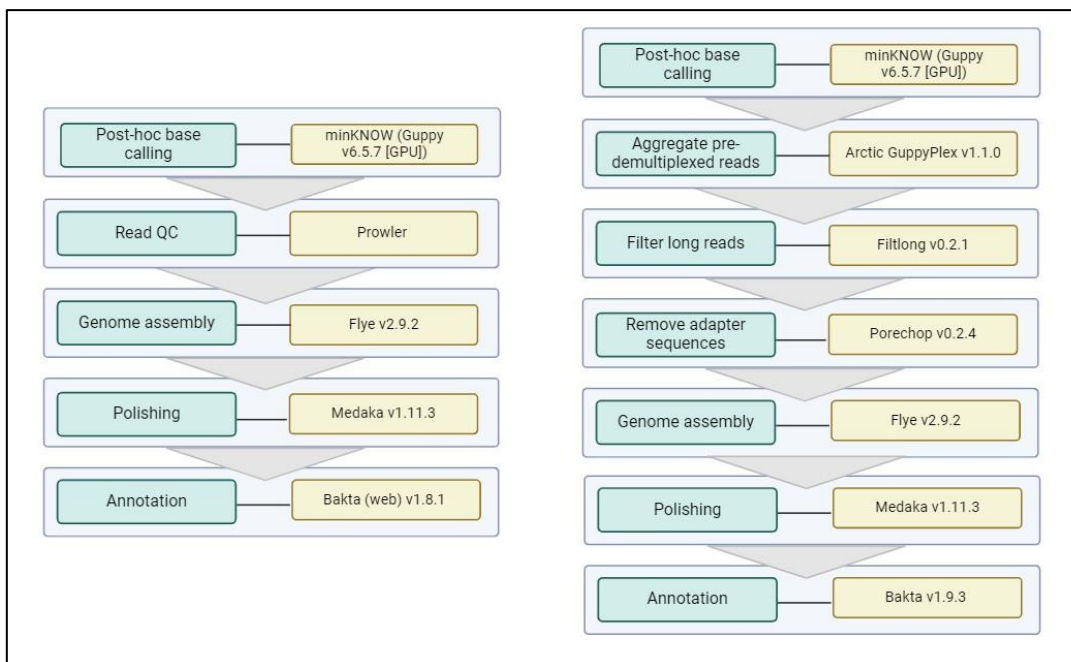 Post-hoc base
calling
minKNOW (Guppy
v6.5.7 [GPU])
Read QC
Prowler
Genome assembly
Flye v2.9.2
Polishing
Medaka v1.11.3
Annotation
Bakta (web) v1.8.1
Post-hoc base
calling
minKNOW (Guppy
v6.5.7 [GPU])
Aggregate pre-
demultiplexed reads
Arctic GuppyPlex v1.1.0
Filter long reads
Filtlong v0.2.1
Remove adapter
sequences
Porechop v0.2.4
Genome assembly
Flye v2.9.2
Polishing
Medaka v1.11.3
Annotation
Bakta v1.9.3